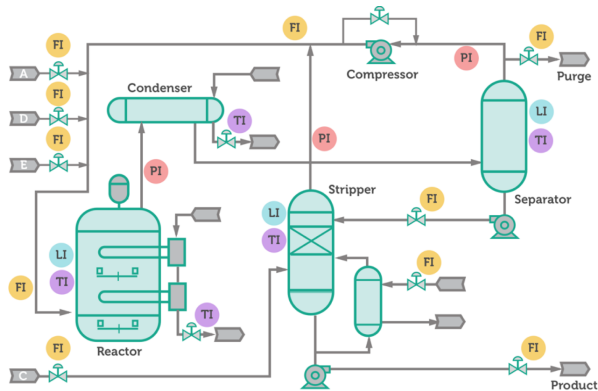 FI
FI
FI
A
Condenser
PI
Compressor
Purge
FI
D
TI
LI
TI
FI
E
PI
PI
Stripper
FI
Separator
LI
TI
LI
TI
FI
FI
TI
Reactor
FI
C
FI
Product